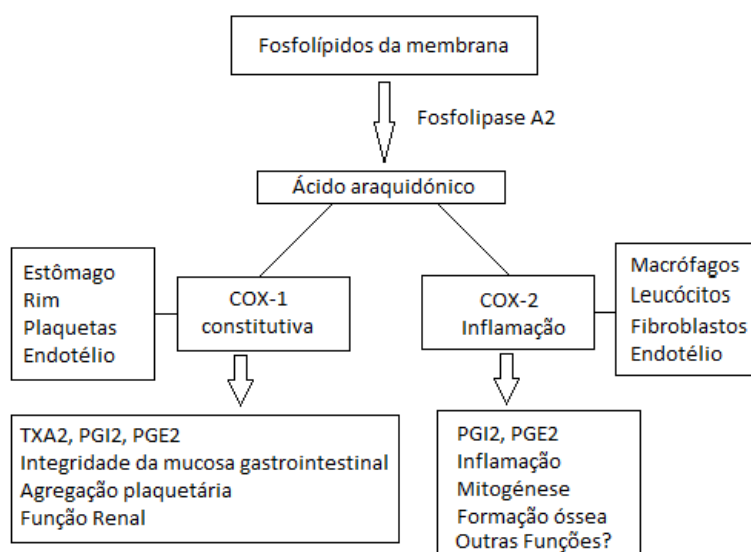 Fosfolípidos da membrana
Fosfolipase A2
Ácido araquidónico
Estômago
Rim
Plaquetas
Endotélio
COX-1
constitutiva
COX-2
Inflamação
Macrófagos
Leucócitos
Fibroblastos
Endotélio
TXA2, PGI2, PGE2
Integridade da mucosa gastrointestinal
Agregação plaquetária
Função Renal
PGI2, PGE2
Inflamação
Mitogénese
Formação óssea
Outras Funções?